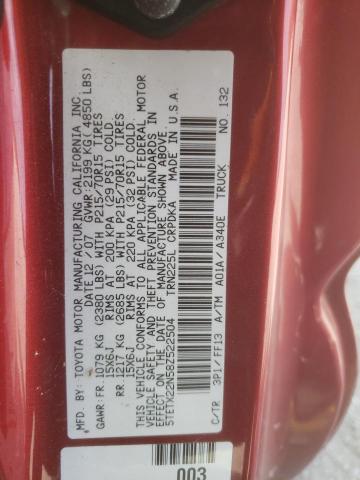 MFD. BY: TOYOTA MOTOR MANUFACTURING CALIFORNIA INC.
DATE 12/07 GVWR:2199 KG( 4850 LBS)
GAWR:FR.1079 KG (2380 LBS) WITH P215/70R15 TIRES
15X6J RIMS AT 200 KPA (29 PSI) COLD
RR.1217 KG (2685 LBS) WITH P215/70R15 TIRES
15X6J RIMS AT 220 KPA (32 PSI) COLD
THIS VEHICLE CONFORMS TO ALL APPLICABLE FEDERAL MOTOR
VEHICLE SAFETY AND THEFT PREVENTION STANDARDS IN
EFFECT ON THE DATE OF MANUFACTURE SHOWN ABOVE.
5TETX22N58Z522504 TRN225L CRPDKA MADE IN U.S.A.
C/TR 3P1/FF13 A/TM A01A/A340E TRUCK NO. 132
003